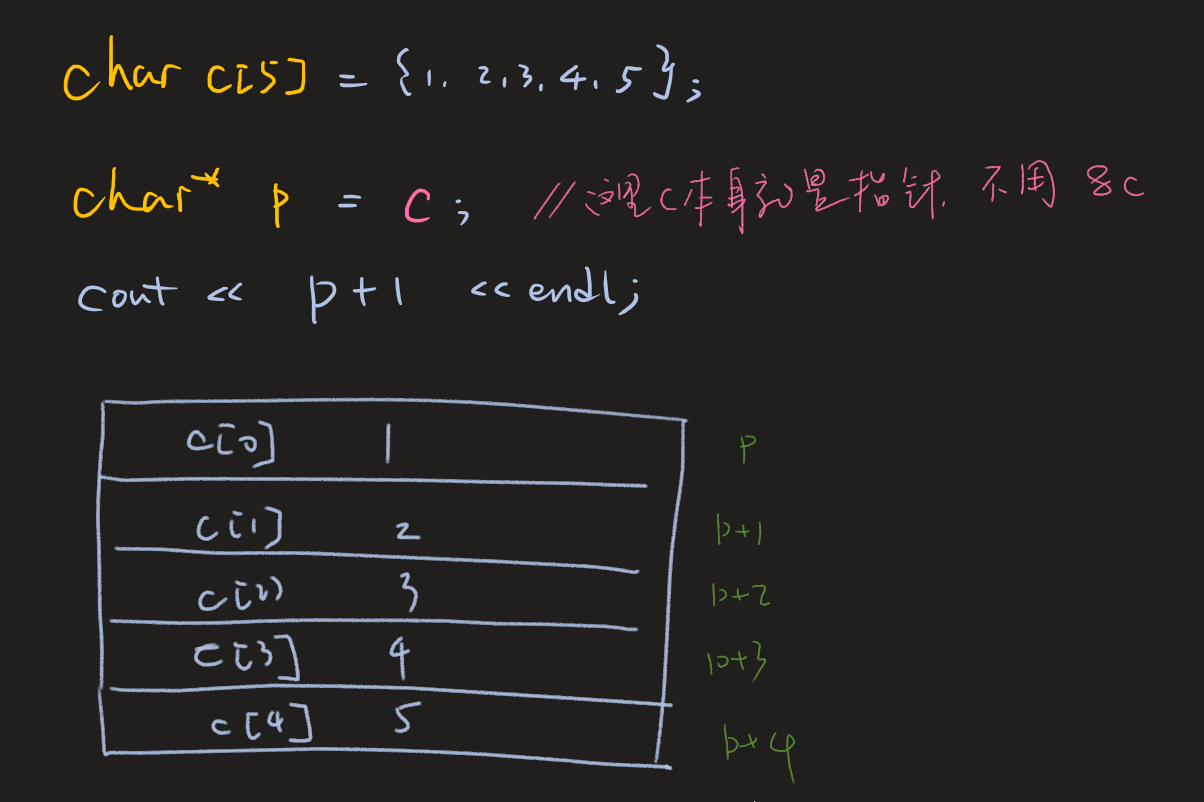 char c[5] = {1. 2,3. 4. 5};
char* p = c; //这里c本身就是指针. 不用 &c
cout << p+1 << endl;
c[0] 1 p
c[1] 2 p+1
c[2) 3 p+2
c[3] 4 p+3
c[4] 5 p+4